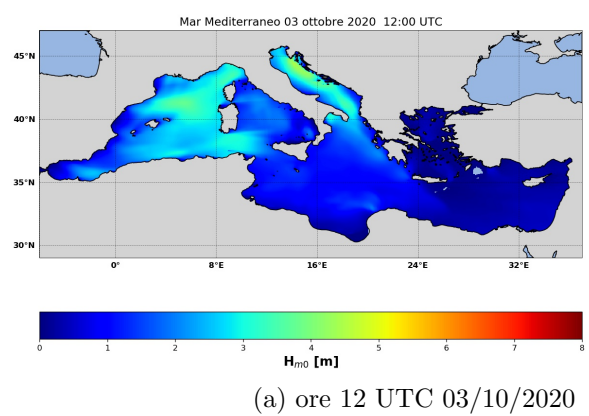 Mar Mediterraneo 03 ottobre 2020 12:00 UTC
45°N
40°N
35°N
30°N
0° 8°E 16°E 24°E 32°E
0 1 2 3 4 5 6 7 8
Hm0 [m]
(a) ore 12 UTC 03/10/2020